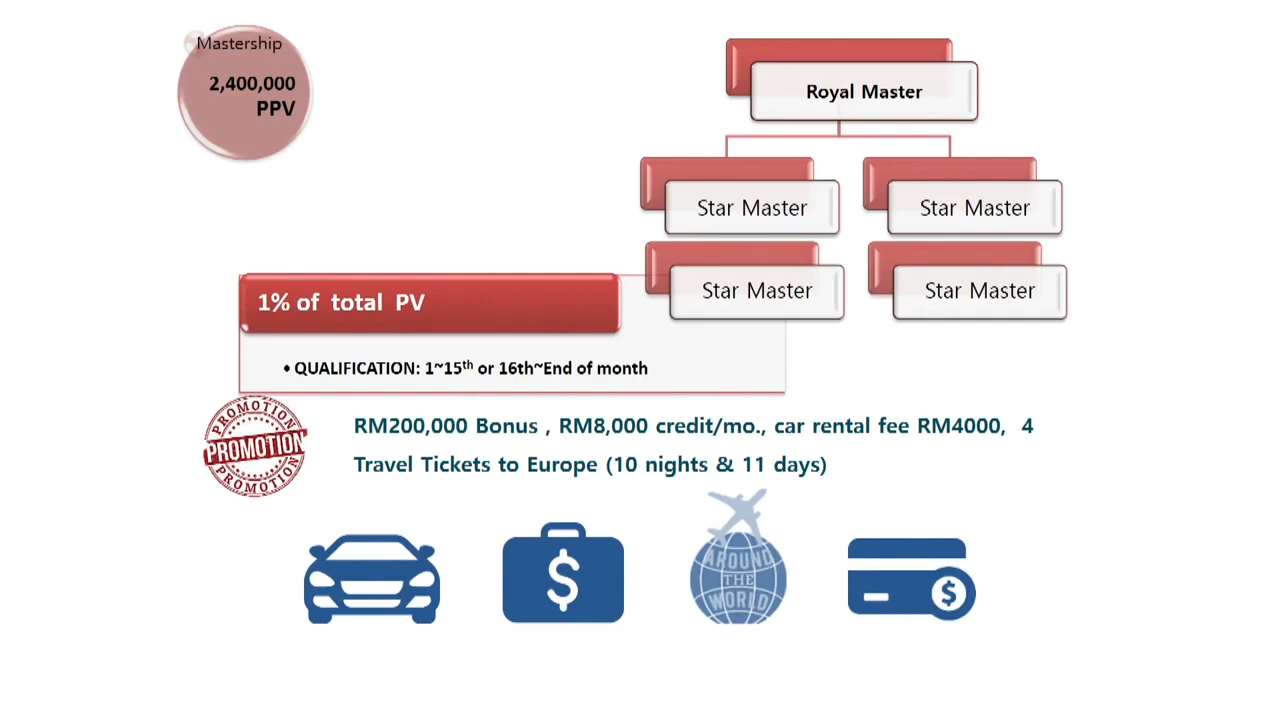 Mastership
2,400,000
PPV
Royal Master
Star Master
Star Master
Star Master
Star Master
1% of total PV
• QUALIFICATION: 1~15th or 16th~End of month
PROMOTION
PROMOTION
PROMOTION
RM200,000 Bonus , RM8,000 credit/mo., car rental fee RM4000, 4
Travel Tickets to Europe (10 nights & 11 days)
$
AROUND
THE
WORLD
$